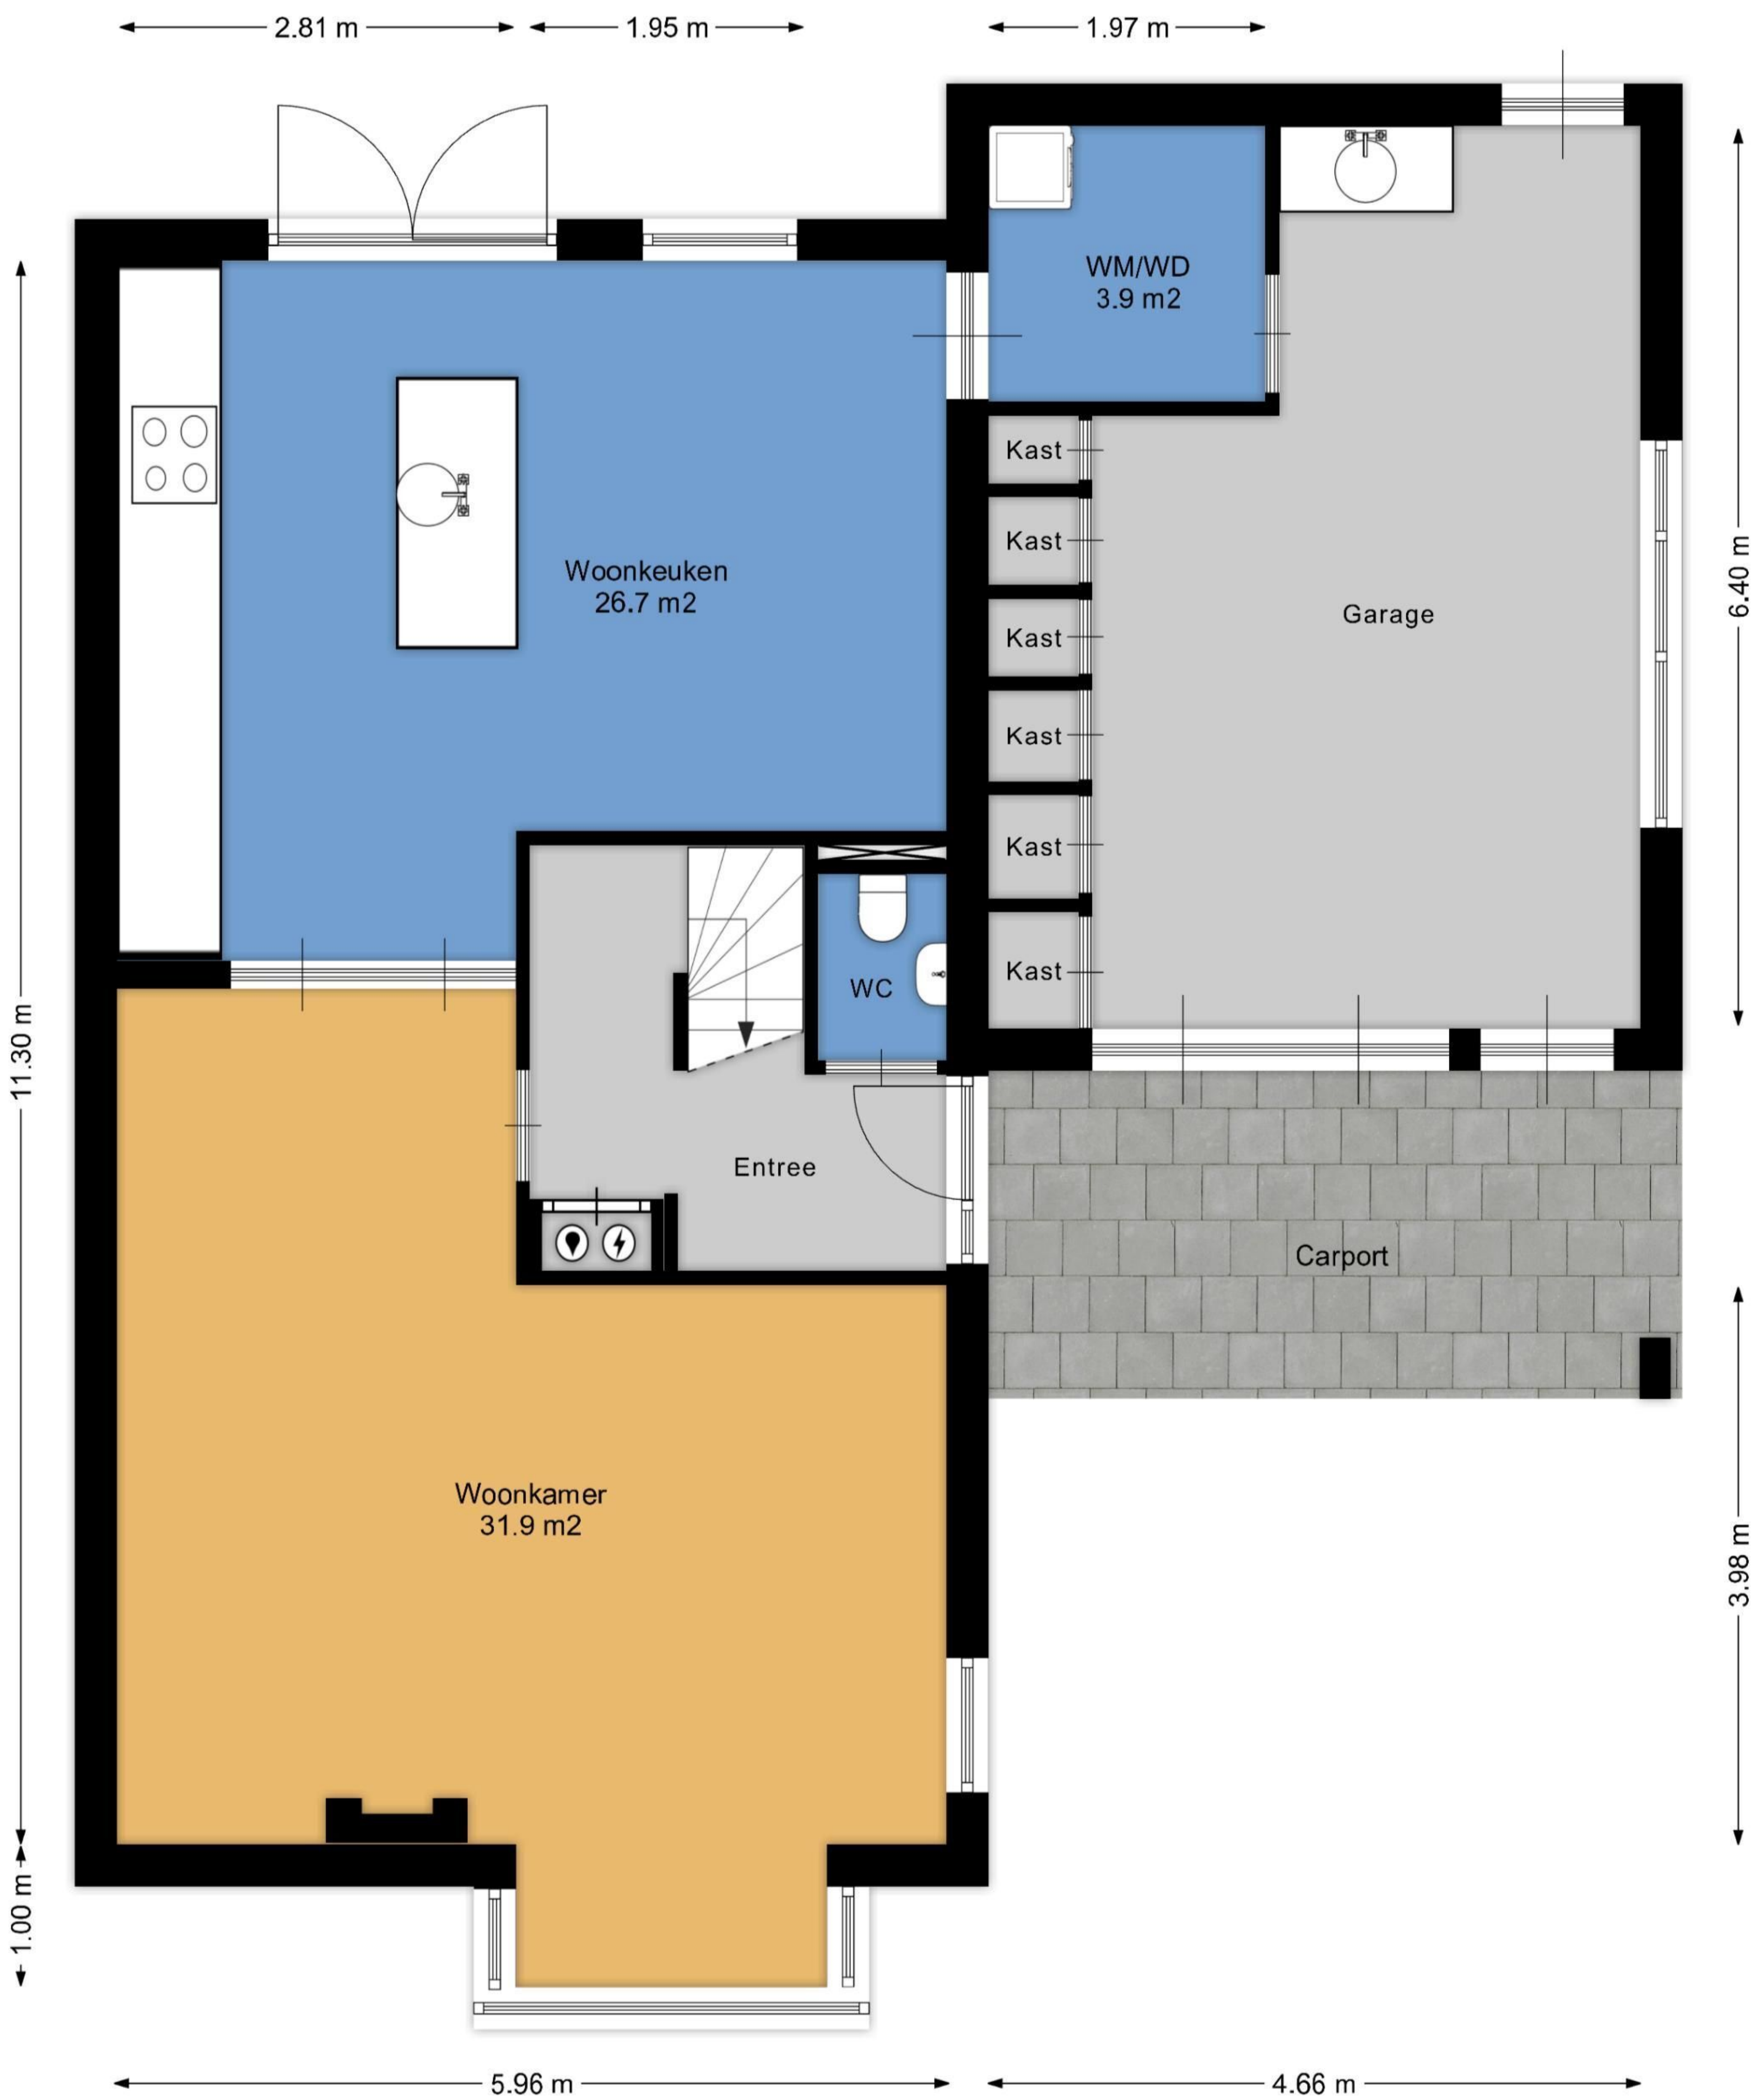 2.81 m
1.95 m
1.97 m
WM/WD
3.9 m2
Kast
Kast
6.40 m
Woonkeuken
26.7 m2
Garage
Kast
Kast
Kast
Kast
WC
11.30 m
Entree
Carport
Woonkamer
31.9 m2
3.98 m
1.00 m
5.96 m
4.66 m